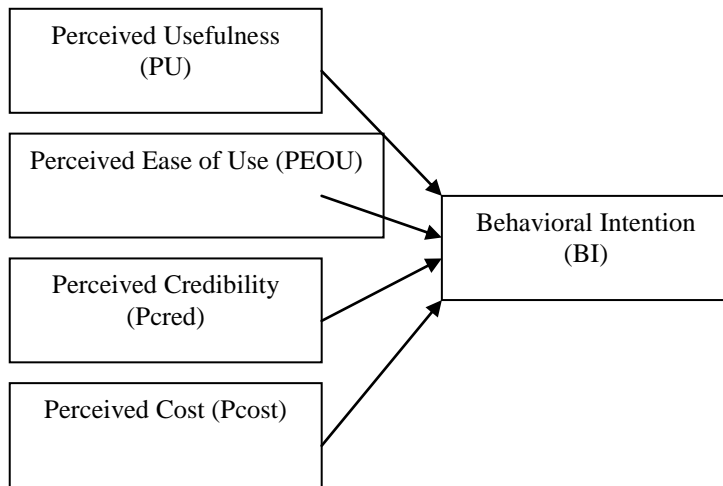 Perceived Usefulness
(PU)
Perceived Ease of Use (PEOU)
Perceived Credibility
(Pcred)
Perceived Cost (Pcost)
Behavioral Intention
(BI)